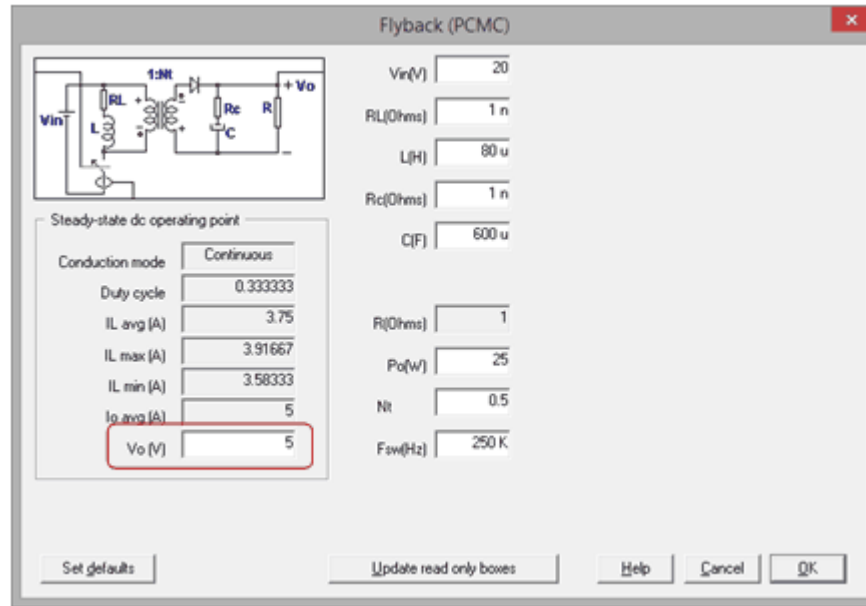 Flyback (PCMC)
1:Nt
+ Vo
RL
Rc
R
Vin
L
C
Vin(V) 20
RL(Ohms) 1 n
L(H) 80 u
Rc(Ohms) 1 n
C(F) 600 u
R(Ohms) 1
Po(W) 25
Nt 0.5
Fsw(Hz) 250 K
Steady-state dc operating point
Conduction mode Continuous
Duty cycle 0.333333
IL avg (A) 3.75
IL max (A) 3.91667
IL min (A) 3.58333
Io avg (A) 5
Vo (V) 5
Set defaults
Update read only boxes
Help
Cancel
OK